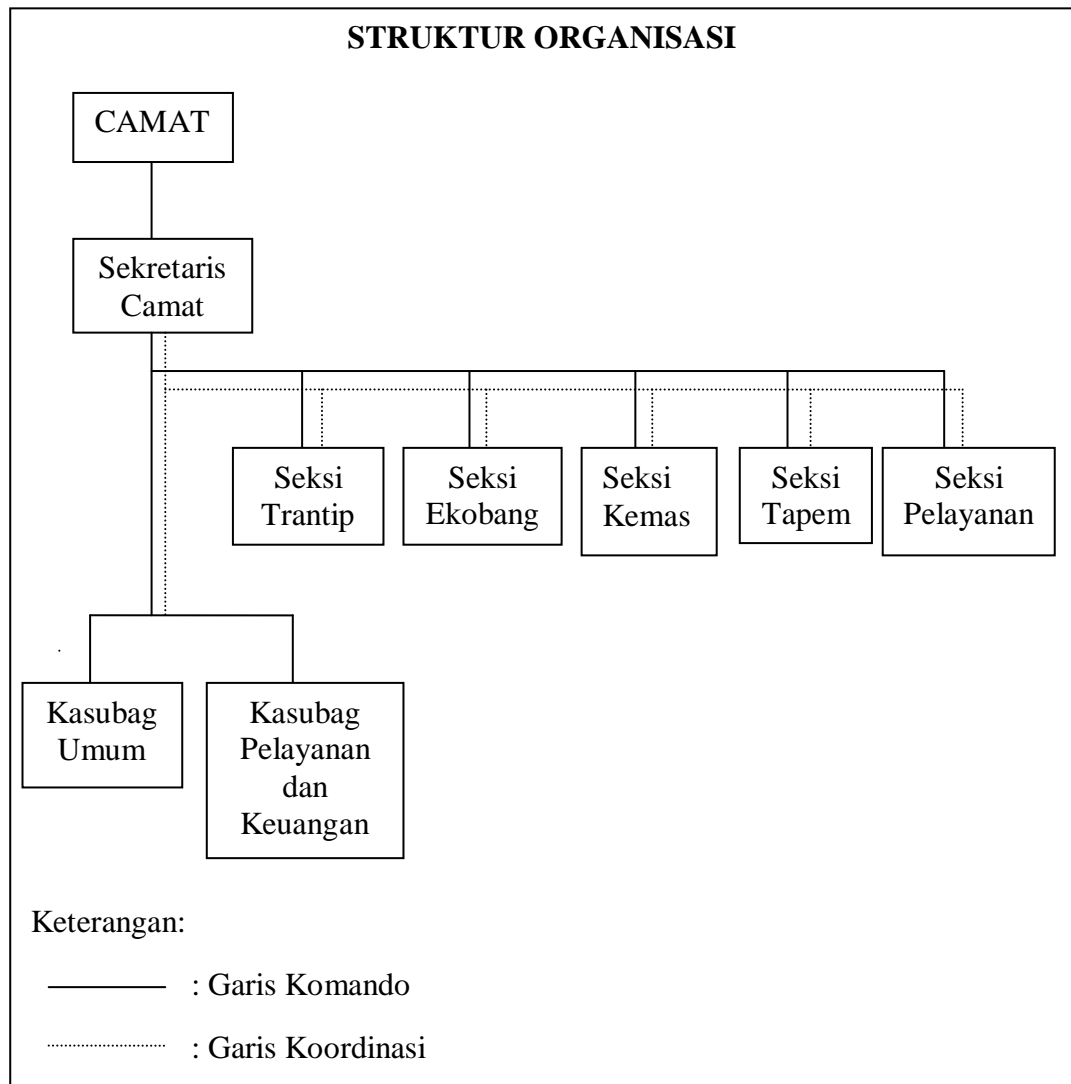 STRUKTUR ORGANISASI
CAMAT
Sekretaris
Camat
Seksi
Trantip
Seksi
Ekobang
Seksi
Kemas
Seksi
Tapem
Seksi
Pelayanan
Kasubag
Umum
Kasubag
Pelayanan
dan
Keuangan
Keterangan:
: Garis Komando
: Garis Koordinasi